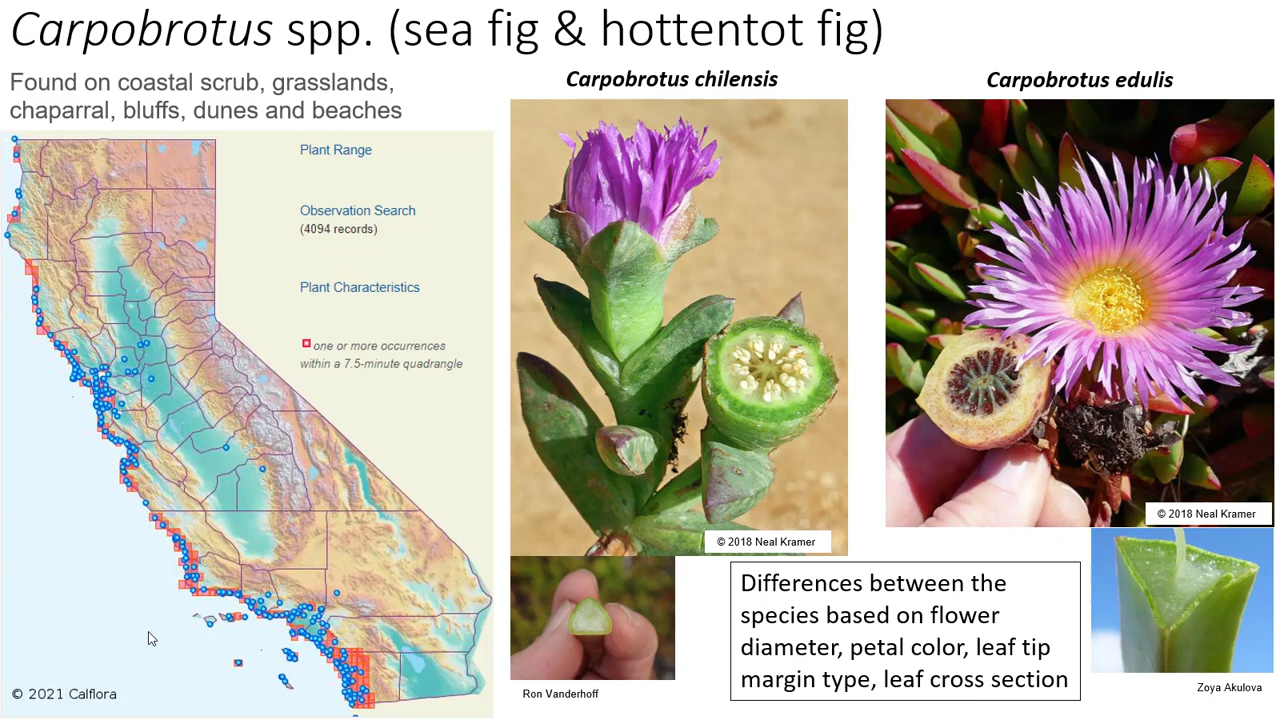 Carpobrotus spp. (sea fig & hottentot fig)
Found on coastal scrub, grasslands,
chaparral, bluffs, dunes and beaches
Plant Range
Observation Search
(4094 records)
Plant Characteristics
one or more occurrences
within a 7.5-minute quadrangle
© 2021 Calflora
Carpobrotus chilensis
© 2018 Neal Kramer
Ron Vanderhoff
Carpobrotus edulis
© 2018 Neal Kramer
Differences between the
species based on flower
diameter, petal color, leaf tip
margin type, leaf cross section
Zoya Akulova